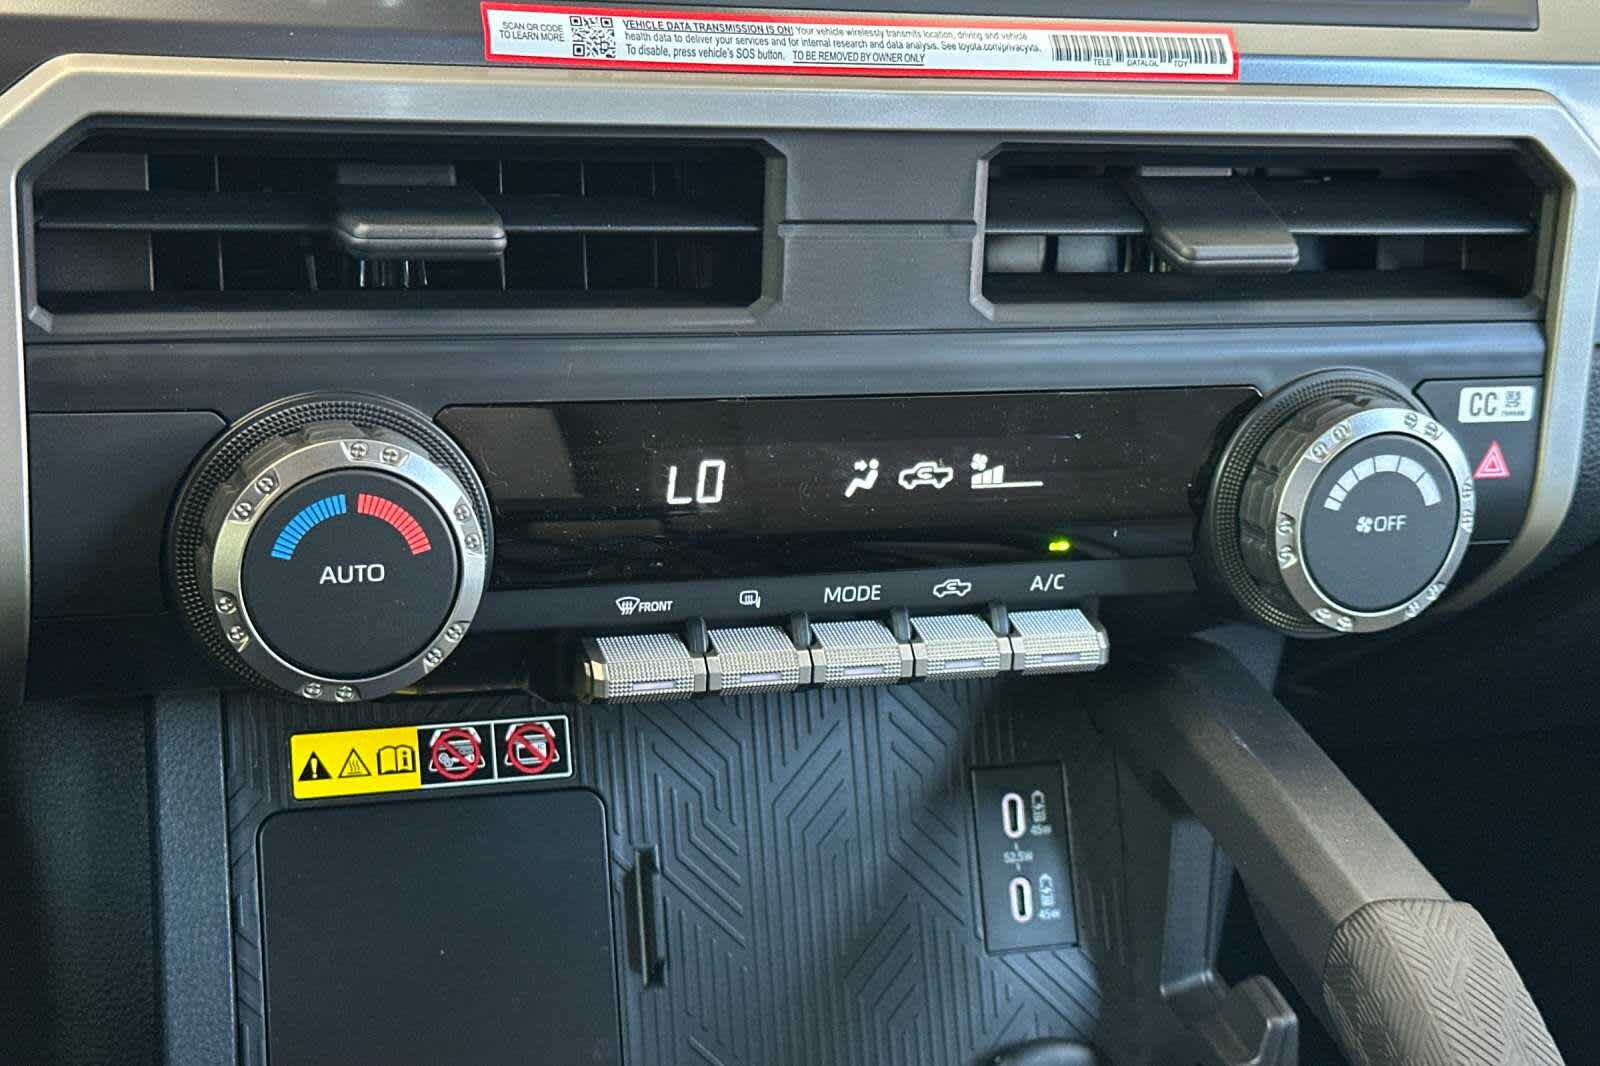 SCAN QR CODE
TO LEARN MORE
VEHICLE DATA TRANSMISSION IS ON! Your vehicle wirelessly transmits location, driving and vehicle
health data to deliver your services and for internal research and data analysis. See toyota.com/privacyvts.
To disable, press vehicle's SOS button. TO BE REMOVED BY OWNER ONLY
TELE DATALGL TOY
CC
LO
OFF
AUTO
FRONT
MODE
A/C
45W
52.5W
45W